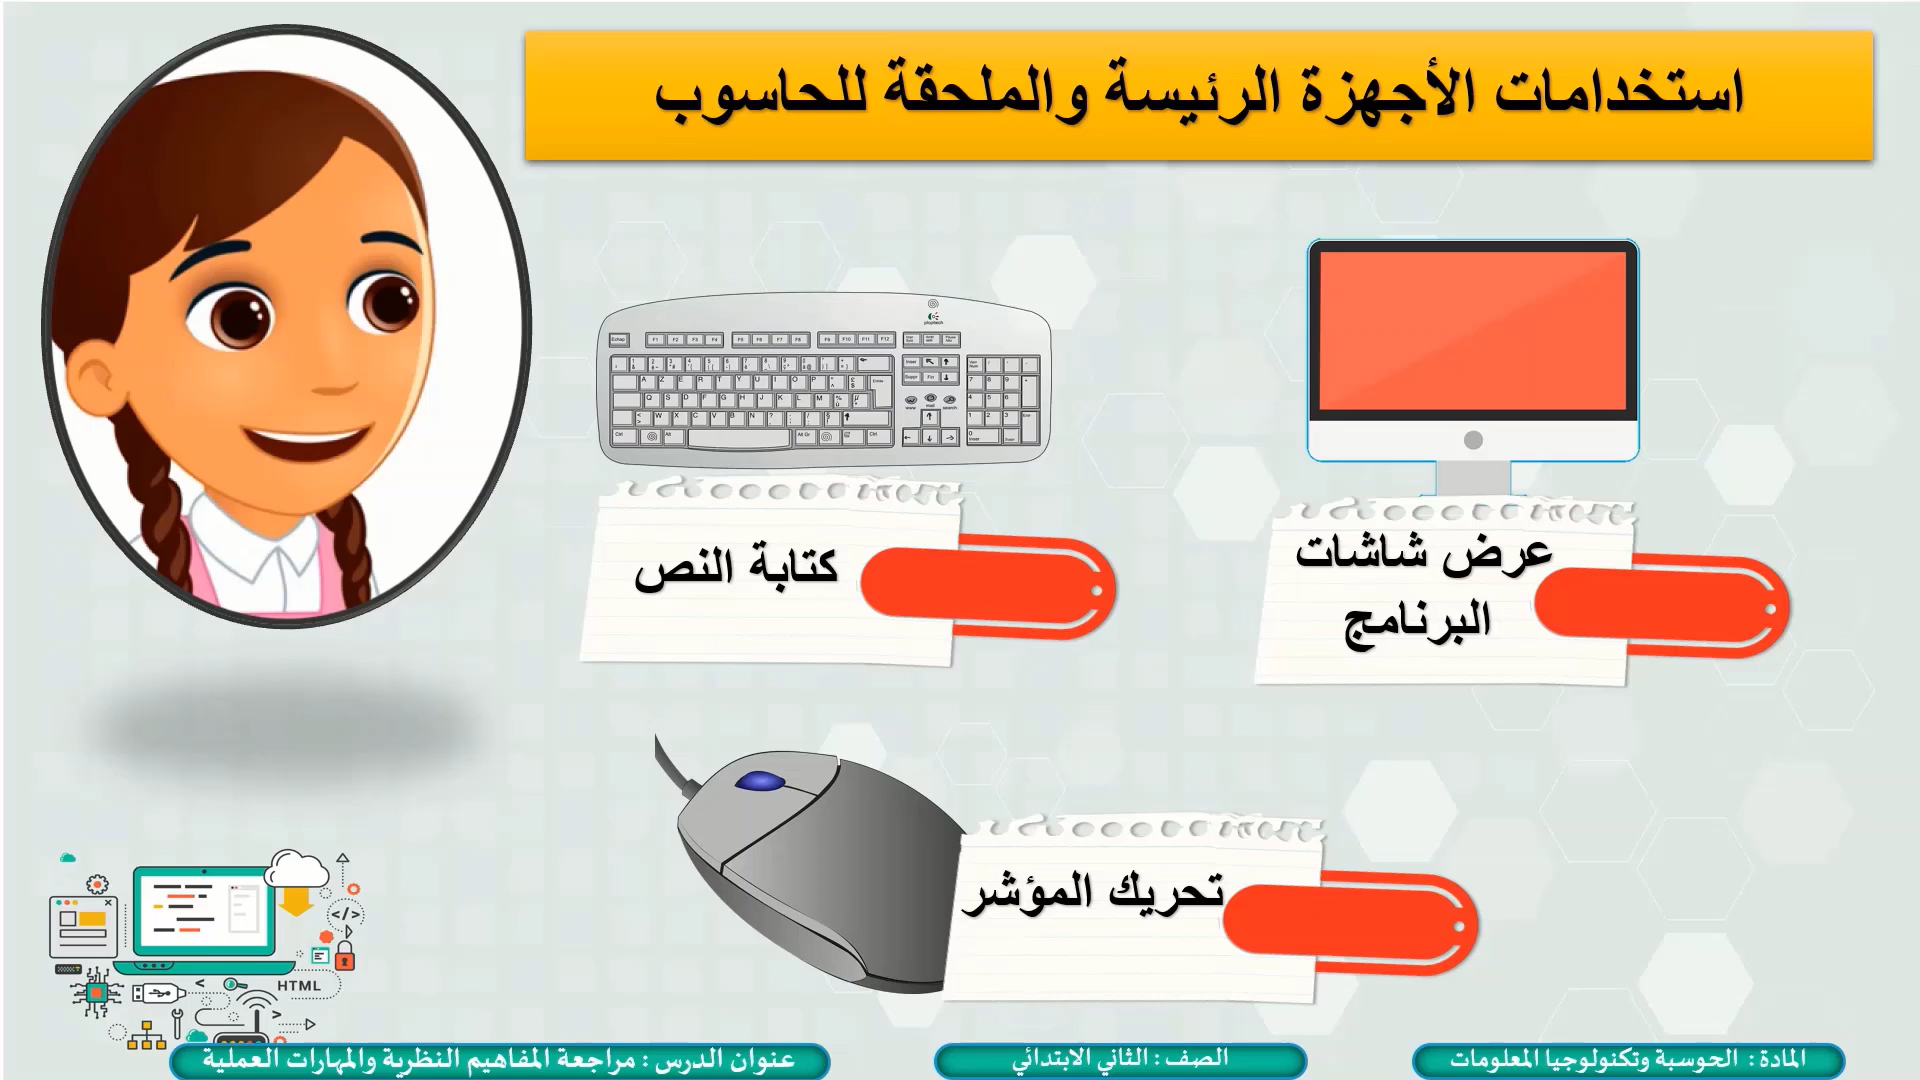 استخدامات الأجهزة الرئيسة والملحقة للحاسوب
عرض شاشات
البرنامج
كتابة النص
تحريك المؤشر
HTML
المادة : الحوسبة وتكنولوجيا المعلومات
الصف : الثاني الابتدائي
عنوان الدرس : مراجعة المفاهيم النظرية والمهارات العملية